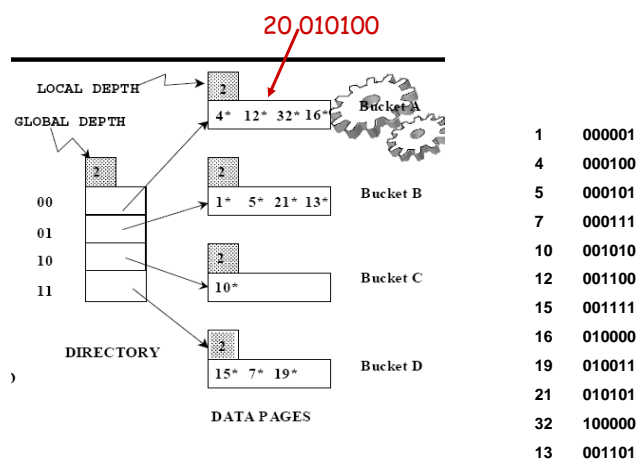 20,010100
LOCAL DEPTH
2
4* 12* 32* 16*
Bucket A
GLOBAL DEPTH
2
00
01
10
11
DIRECTORY
2
1* 5* 21* 13*
Bucket B
2
10*
Bucket C
2
15* 7* 19*
Bucket D
DATA PAGES
)
1 000001
4 000100
5 000101
7 000111
10 001010
12 001100
15 001111
16 010000
19 010011
21 010101
32 100000
13 001101